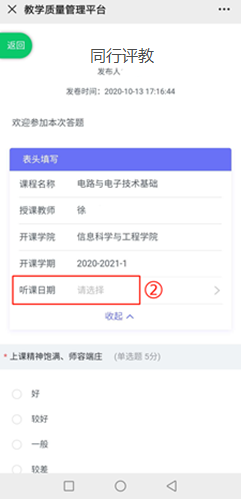 教学质量管理平台
返回
同行评教
发布人
发卷时间：2020-10-13 17:16:44
欢迎参加本次答题
表头填写
课程名称 电路与电子技术基础
授课教师 徐
开课学院 信息科学与工程学院
开课学期 2020-2021-1
听课日期 请选择 ②
收起
* 上课精神饱满、师容端庄 (单选题 5分)
好
较好
一般
较差